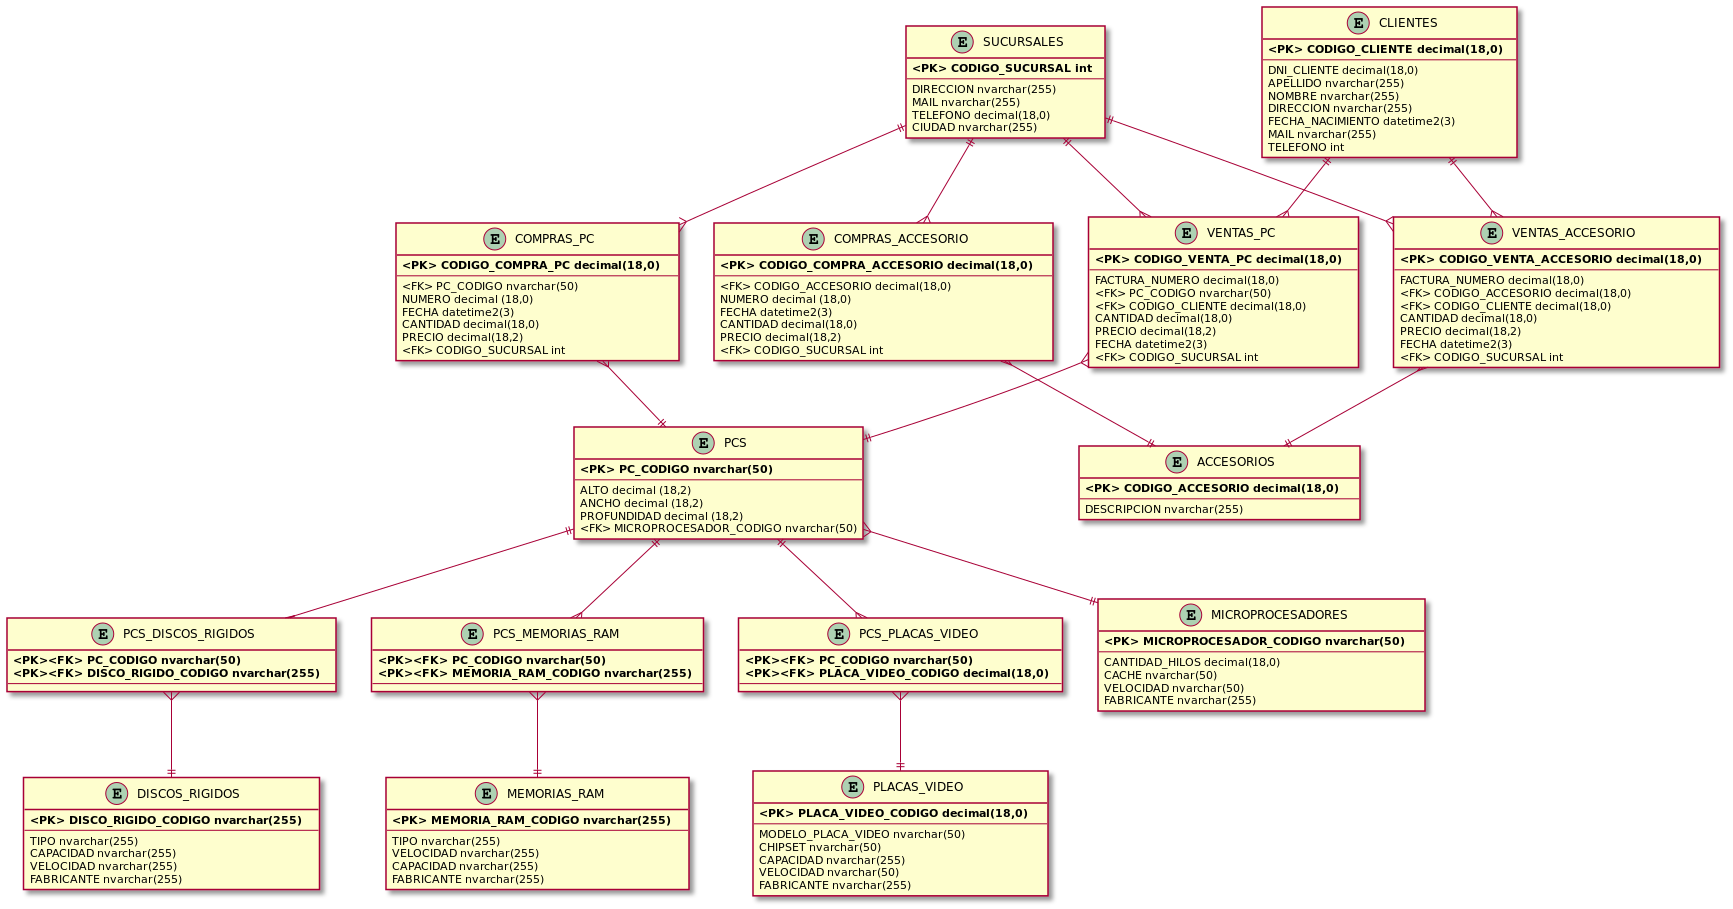 E SUCURSALES
<PK> CODIGO_SUCURSAL int
DIRECCION nvarchar(255)
MAIL nvarchar(255)
TELEFONO decimal(18,0)
CIUDAD nvarchar(255)
E CLIENTES
<PK> CODIGO_CLIENTE decimal(18,0)
DNI_CLIENTE decimal(18,0)
APELLIDO nvarchar(255)
NOMBRE nvarchar(255)
DIRECCION nvarchar(255)
FECHA_NACIMIENTO datetime2(3)
MAIL nvarchar(255)
TELEFONO int
E COMPRAS_PC
<PK> CODIGO_COMPRA_PC decimal(18,0)
<FK> PC_CODIGO nvarchar(50)
NUMERO decimal (18,0)
FECHA datetime2(3)
CANTIDAD decimal(18,0)
PRECIO decimal(18,2)
<FK> CODIGO_SUCURSAL int
E COMPRAS_ACCESORIO
<PK> CODIGO_COMPRA_ACCESORIO decimal(18,0)
<FK> CODIGO_ACCESORIO decimal(18,0)
NUMERO decimal (18,0)
FECHA datetime2(3)
CANTIDAD decimal(18,0)
PRECIO decimal(18,2)
<FK> CODIGO_SUCURSAL int
E VENTAS_PC
<PK> CODIGO_VENTA_PC decimal(18,0)
FACTURA_NUMERO decimal(18,0)
<FK> PC_CODIGO nvarchar(50)
<FK> CODIGO_CLIENTE decimal(18,0)
CANTIDAD decimal(18,0)
PRECIO decimal(18,2)
FECHA datetime2(3)
<FK> CODIGO_SUCURSAL int
E VENTAS_ACCESORIO
<PK> CODIGO_VENTA_ACCESORIO decimal(18,0)
FACTURA_NUMERO decimal(18,0)
<FK> CODIGO_ACCESORIO decimal(18,0)
<FK> CODIGO_CLIENTE decimal(18,0)
CANTIDAD decimal(18,0)
PRECIO decimal(18,2)
FECHA datetime2(3)
<FK> CODIGO_SUCURSAL int
E PCS
<PK> PC_CODIGO nvarchar(50)
ALTO decimal (18,2)
ANCHO decimal (18,2)
PROFUNDIDAD decimal (18,2)
<FK> MICROPROCESADOR_CODIGO nvarchar(50)
E ACCESORIOS
<PK> CODIGO_ACCESORIO decimal(18,0)
DESCRIPCION nvarchar(255)
E PCS_DISCOS_RIGIDOS
<PK><FK> PC_CODIGO nvarchar(50)
<PK><FK> DISCO_RIGIDO_CODIGO nvarchar(255)
E PCS_MEMORIAS_RAM
<PK><FK> PC_CODIGO nvarchar(50)
<PK><FK> MEMORIA_RAM_CODIGO nvarchar(255)
E PCS_PLACAS_VIDEO
<PK><FK> PC_CODIGO nvarchar(50)
<PK><FK> PLACA_VIDEO_CODIGO decimal(18,0)
E MICROPROCESADORES
<PK> MICROPROCESADOR_CODIGO nvarchar(50)
CANTIDAD_HILOS decimal(18,0)
CACHE nvarchar(50)
VELOCIDAD nvarchar(50)
FABRICANTE nvarchar(255)
E DISCOS_RIGIDOS
<PK> DISCO_RIGIDO_CODIGO nvarchar(255)
TIPO nvarchar(255)
CAPACIDAD nvarchar(255)
VELOCIDAD nvarchar(255)
FABRICANTE nvarchar(255)
E MEMORIAS_RAM
<PK> MEMORIA_RAM_CODIGO nvarchar(255)
TIPO nvarchar(255)
VELOCIDAD nvarchar(255)
CAPACIDAD nvarchar(255)
FABRICANTE nvarchar(255)
E PLACAS_VIDEO
<PK> PLACA_VIDEO_CODIGO decimal(18,0)
MODELO_PLACA_VIDEO nvarchar(50)
CHIPSET nvarchar(50)
CAPACIDAD nvarchar(255)
VELOCIDAD nvarchar(50)
FABRICANTE nvarchar(255)